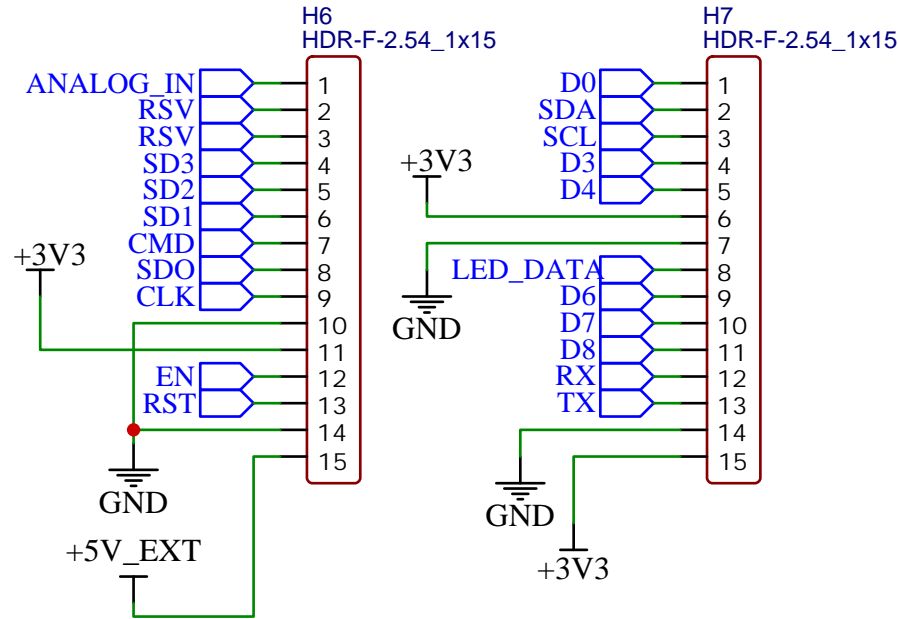 H6
HDR-F-2.54_1x15
ANALOG_IN 1
RSV 2
RSV 3
SD3 4
SD2 5
SD1 6
CMD 7
SDO 8
CLK 9
10
+3V3
11
EN 12
RST 13
14
15
GND
+5V_EXT
H7
HDR-F-2.54_1x15
D0 1
SDA 2
SCL 3
D3 4
D4 5
+3V3
6
7
GND
LED_DATA 8
D6 9
D7 10
D8 11
RX 12
TX 13
14
15
GND
+3V3